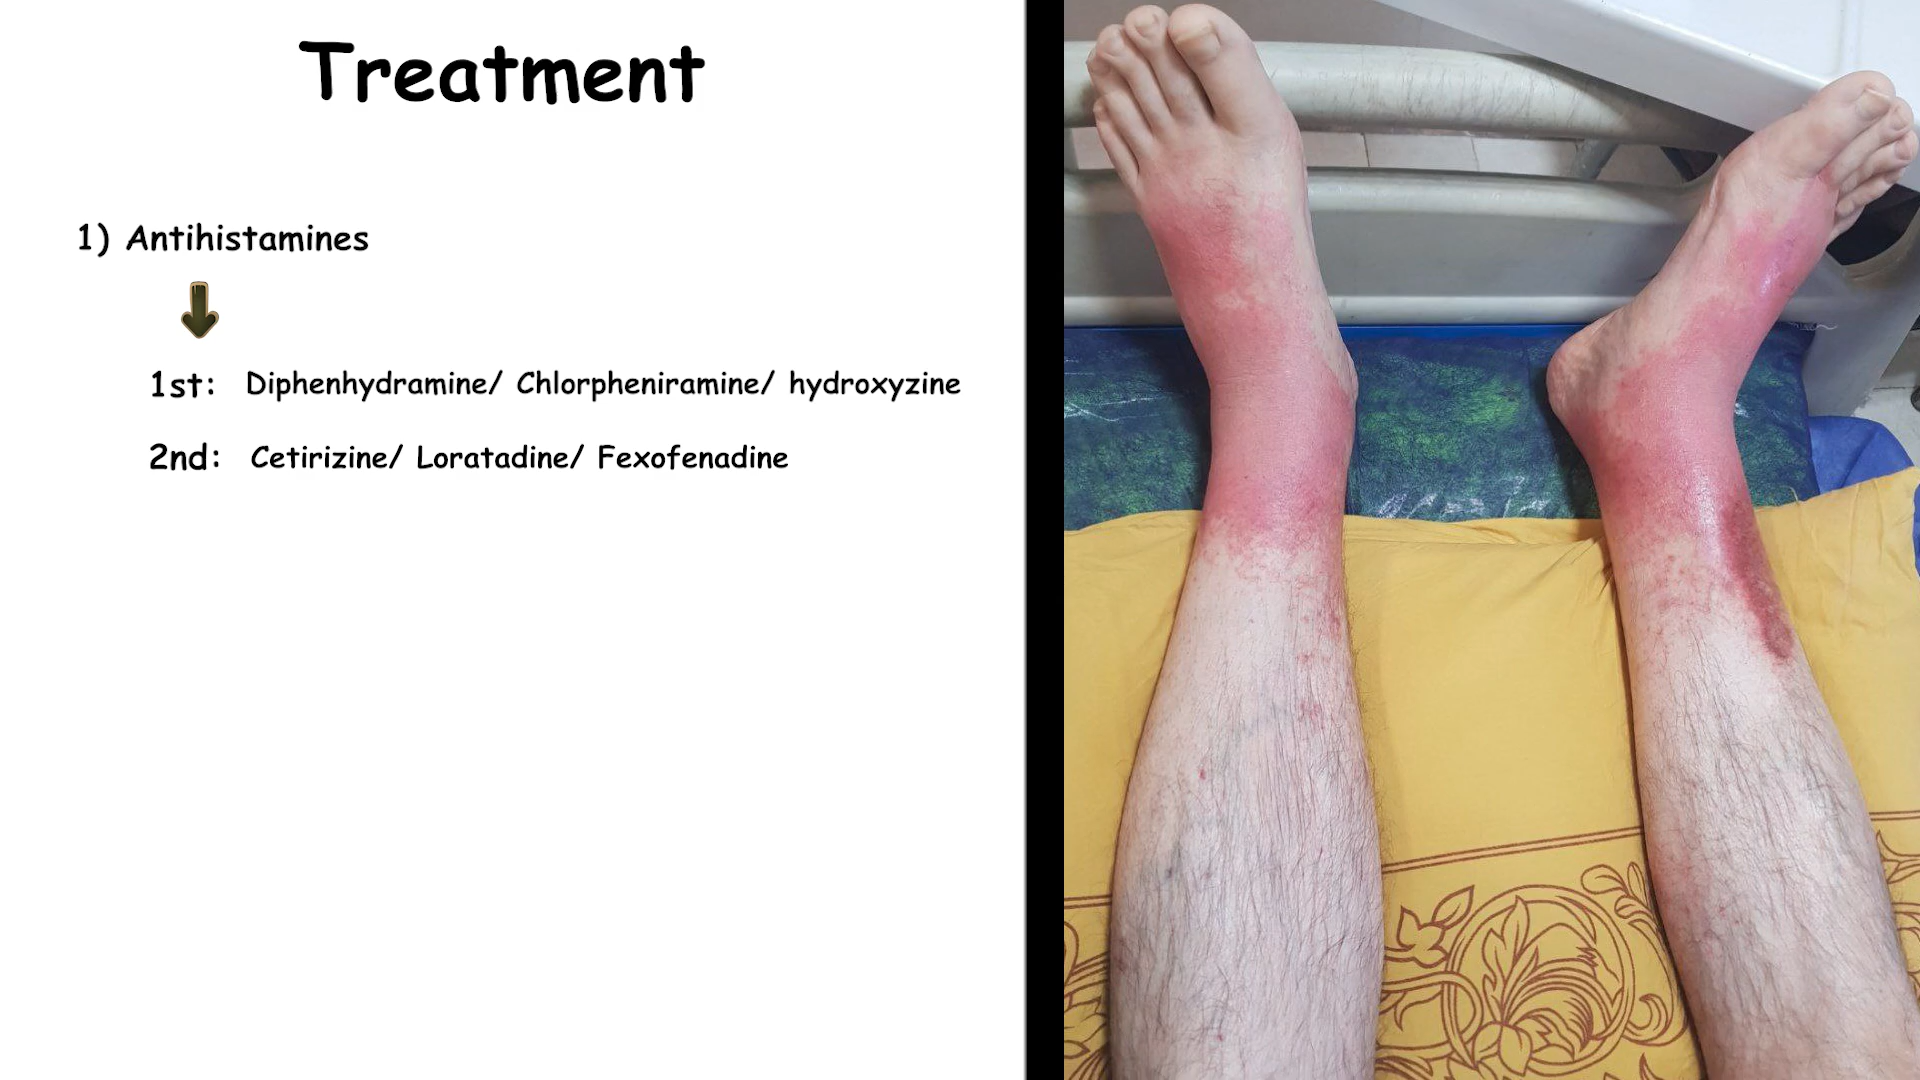 Treatment
1) Antihistamines
1st: Diphenhydramine/ Chlorpheniramine/ hydroxyzine
2nd: Cetirizine/ Loratadine/ Fexofenadine